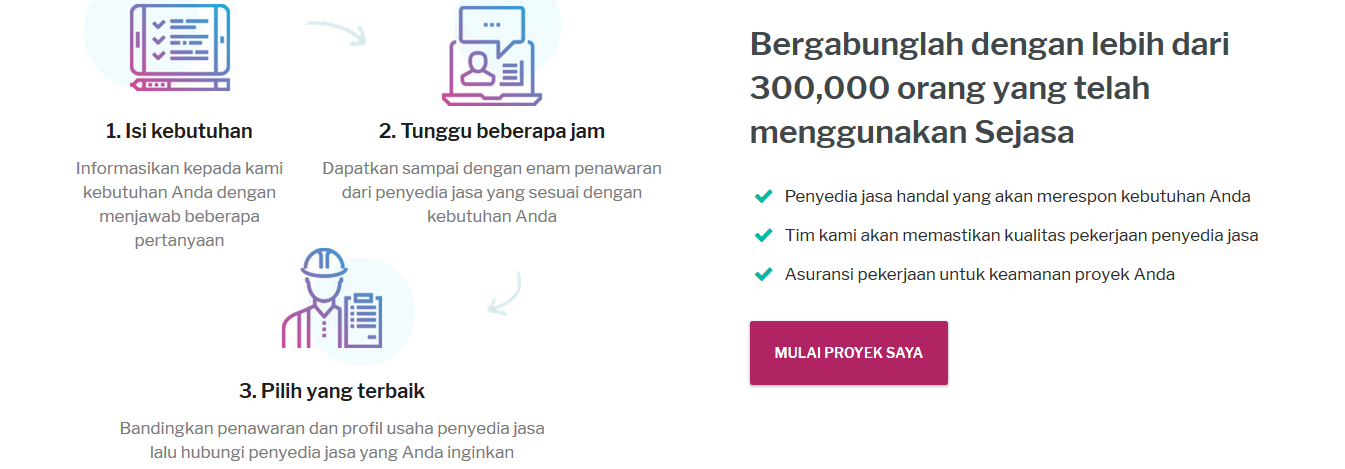 1. Isi kebutuhan
Informasikan kepada kami
kebutuhan Anda dengan
menjawab beberapa
pertanyaan
2. Tunggu beberapa jam
Dapatkan sampai dengan enam penawaran
dari penyedia jasa yang sesuai dengan
kebutuhan Anda
3. Pilih yang terbaik
Bandingkan penawaran dan profil usaha penyedia jasa
lalu hubungi penyedia jasa yang Anda inginkan
Bergabunglah dengan lebih dari
300,000 orang yang telah
menggunakan Sejasa
Penyedia jasa handal yang akan merespon kebutuhan Anda
Tim kami akan memastikan kualitas pekerjaan penyedia jasa
Asuransi pekerjaan untuk keamanan proyek Anda
MULAI PROYEK SAYA